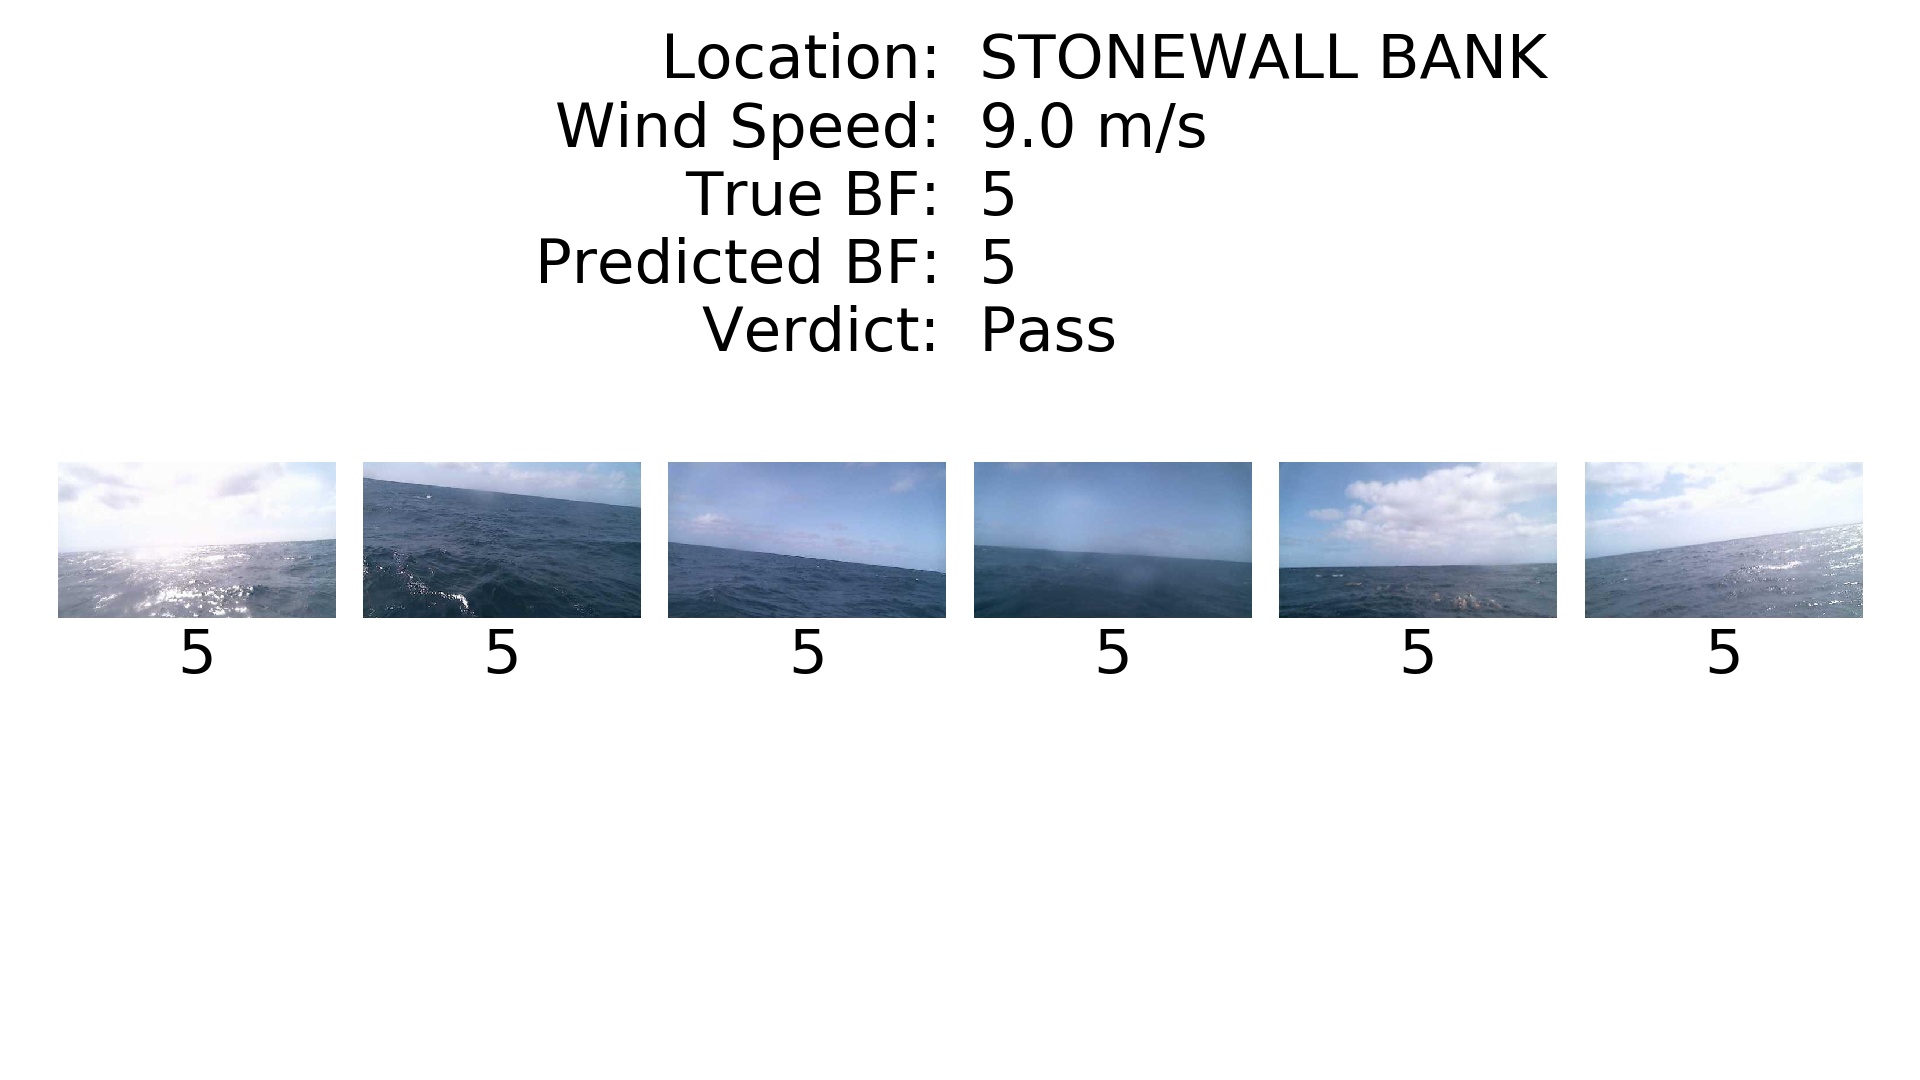 Location: STONEWALL BANK
Wind Speed: 9.0 m/s
True BF: 5
Predicted BF: 5
Verdict: Pass
5 5 5 5 5 5